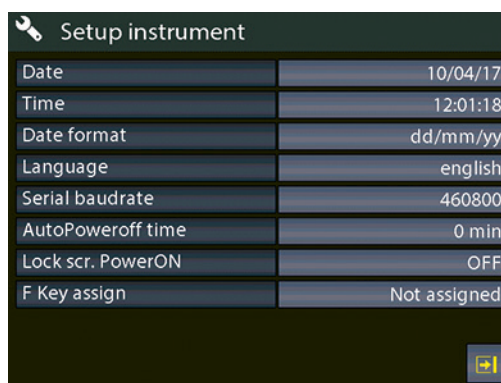 Setup instrument
Date 10/04/17
Time 12:01:18
Date format dd/mm/yy
Language english
Serial baudrate 460800
AutoPoweroff time 0 min
Lock scr. PowerON OFF
F Key assign Not assigned